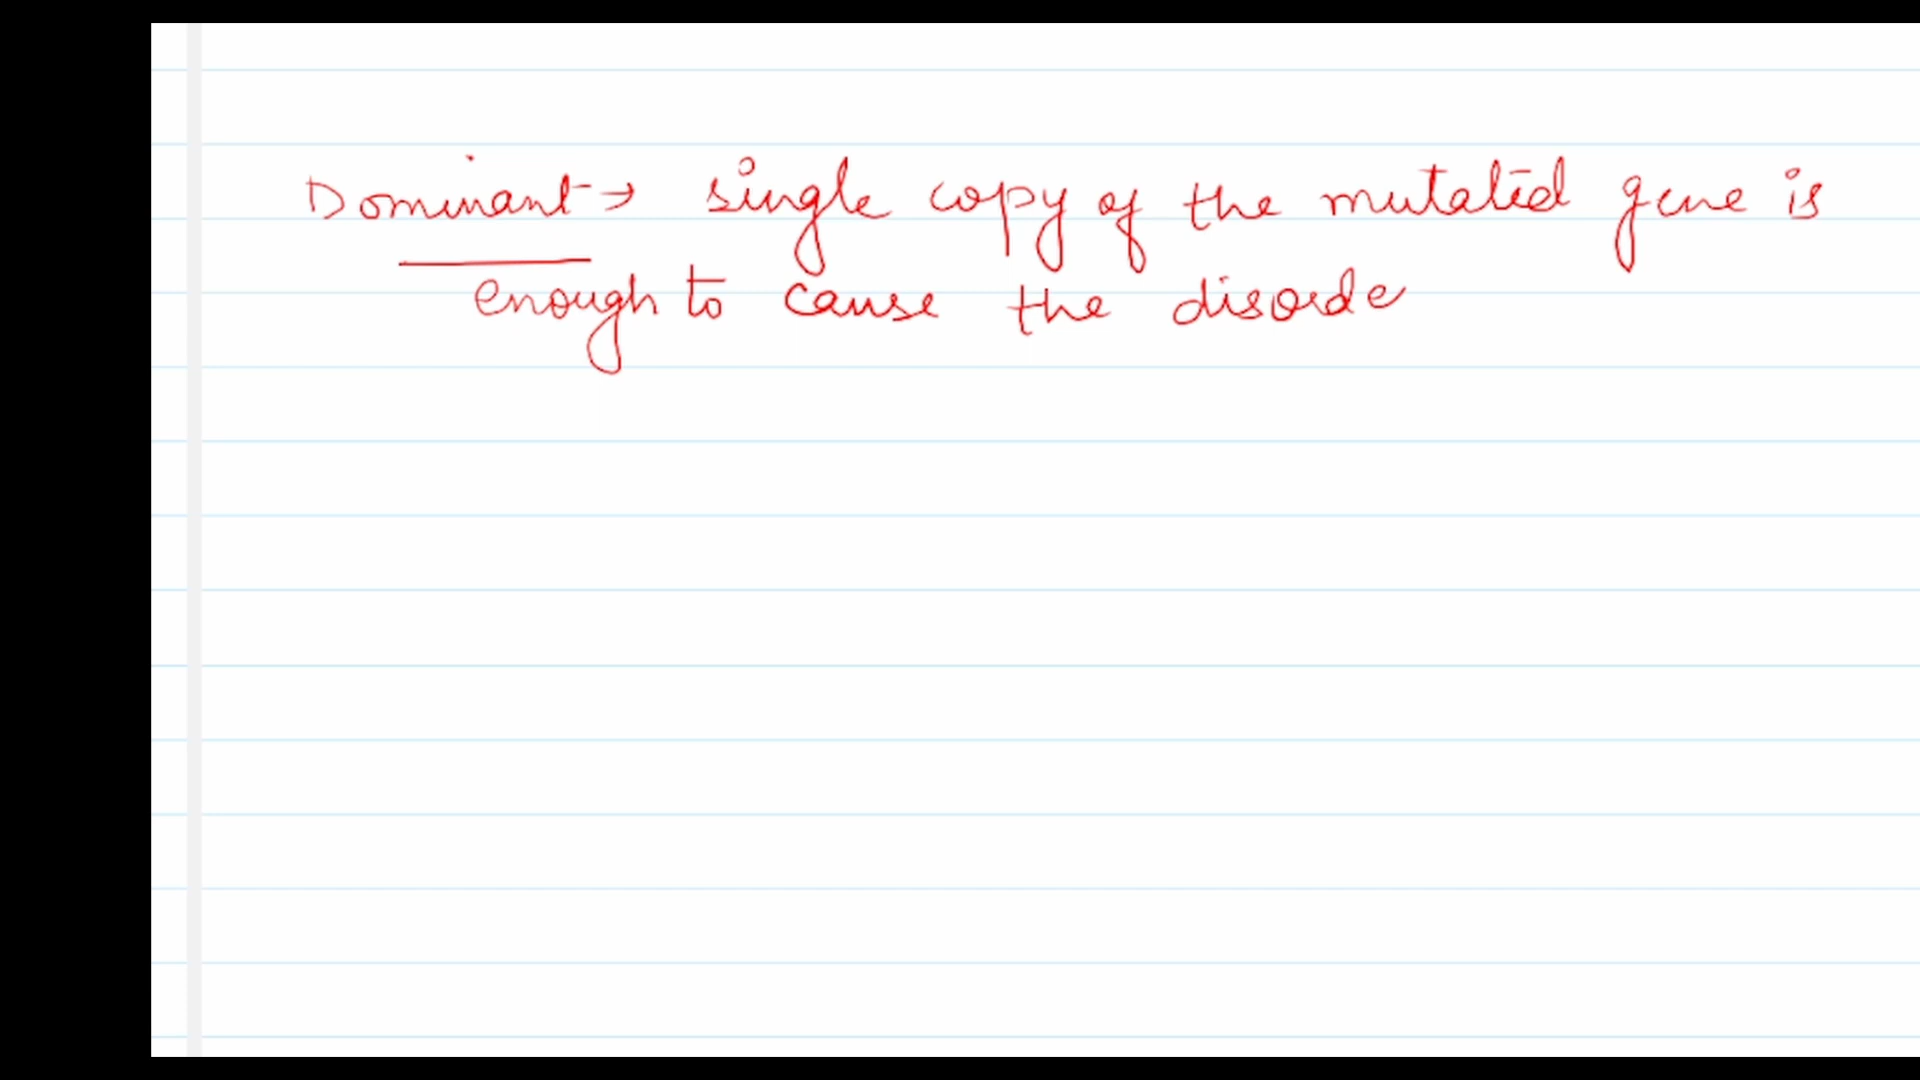 Dominant → single copy of the mutated gene is
enough to cause the disorde